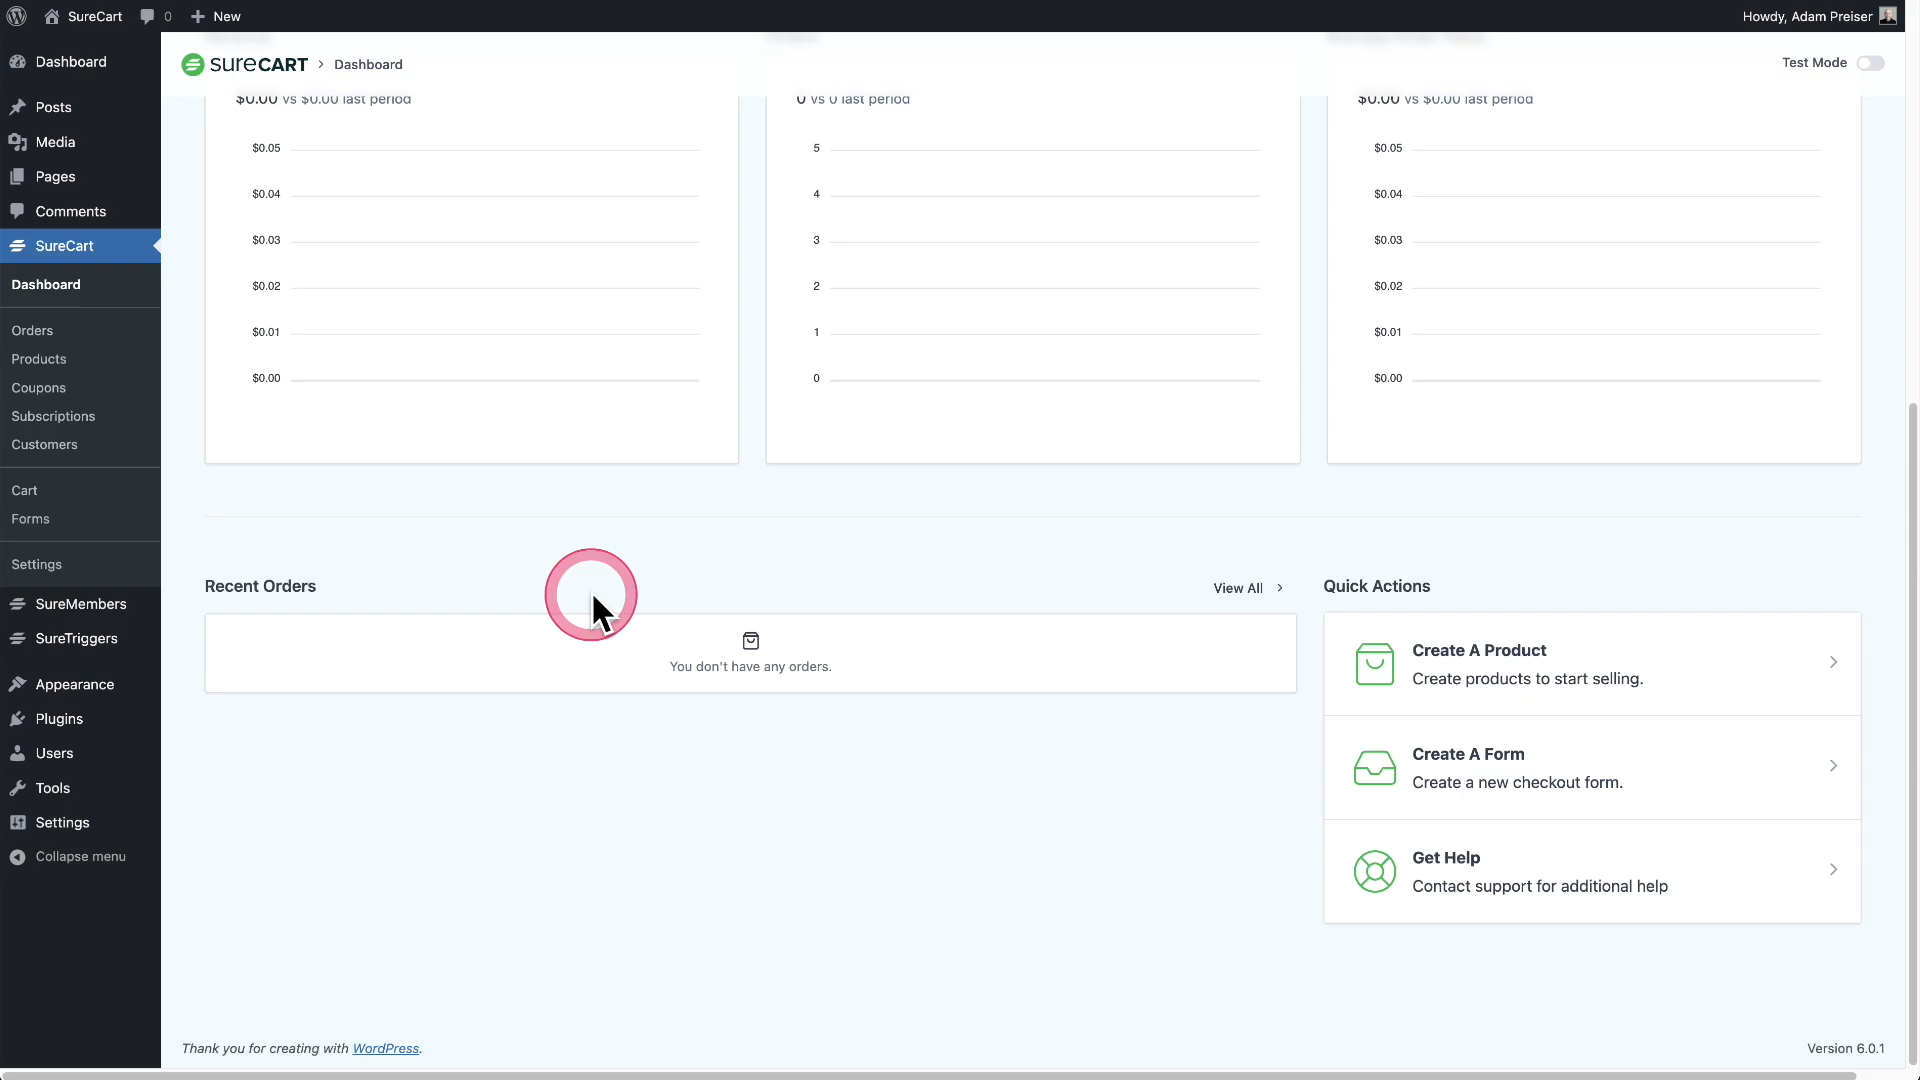 SureCart
0
New
Howdy, Adam Preiser
Dashboard
Posts
Media
Pages
Comments
SureCart
Dashboard
Orders
Products
Coupons
Subscriptions
Customers
Cart
Forms
Settings
SureMembers
SureTriggers
Appearance
Plugins
Users
Tools
Settings
Collapse menu
SURECART
Dashboard
Test Mode
$0.00 vs $0.00 last period
$0.05
$0.04
$0.03
$0.02
$0.01
$0.00
0 vs 0 last period
5
4
3
2
1
0
$0.00 vs $0.00 last period
$0.05
$0.04
$0.03
$0.02
$0.01
$0.00
Recent Orders
View All
You don't have any orders.
Quick Actions
Create A Product
Create products to start selling.
Create A Form
Create a new checkout form.
Get Help
Contact support for additional help
Thank you for creating with WordPress.
Version 6.0.1